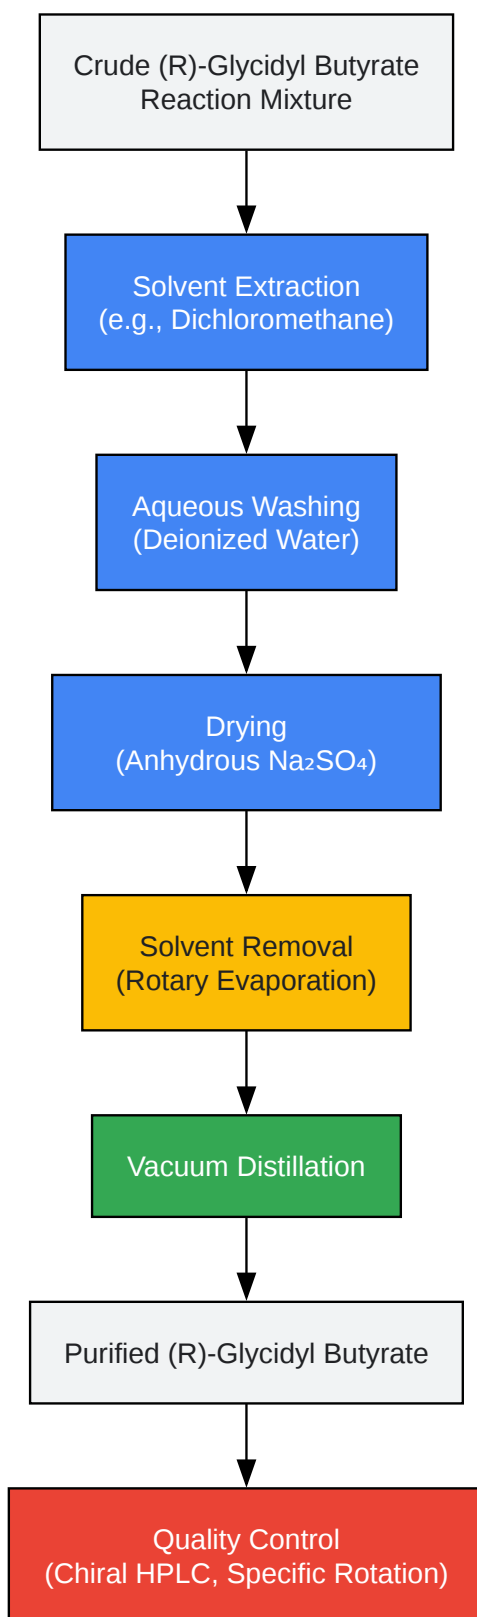 Crude (R)-Glycidyl Butyrate
Reaction Mixture
Solvent Extraction
(e.g., Dichloromethane)
Aqueous Washing
(Deionized Water)
Drying
(Anhydrous Na₂SO₄)
Solvent Removal
(Rotary Evaporation)
Vacuum Distillation
Purified (R)-Glycidyl Butyrate
Quality Control
(Chiral HPLC, Specific Rotation)